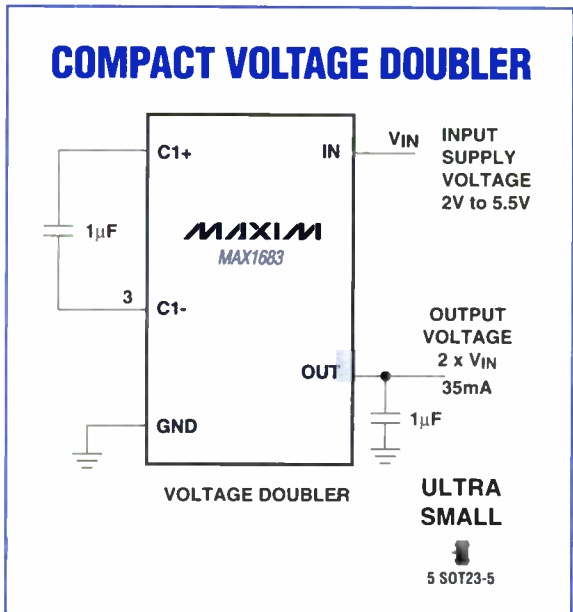 COMPACT VOLTAGE DOUBLER
C1+
IN
VIN
INPUT
SUPPLY
VOLTAGE
2V to 5.5V
1µF
MAXIM
MAX1683
3
C1-
OUTPUT
VOLTAGE
2 x VIN
35mA
OUT
1µF
GND
VOLTAGE DOUBLER
ULTRA
SMALL
5 SOT23-5